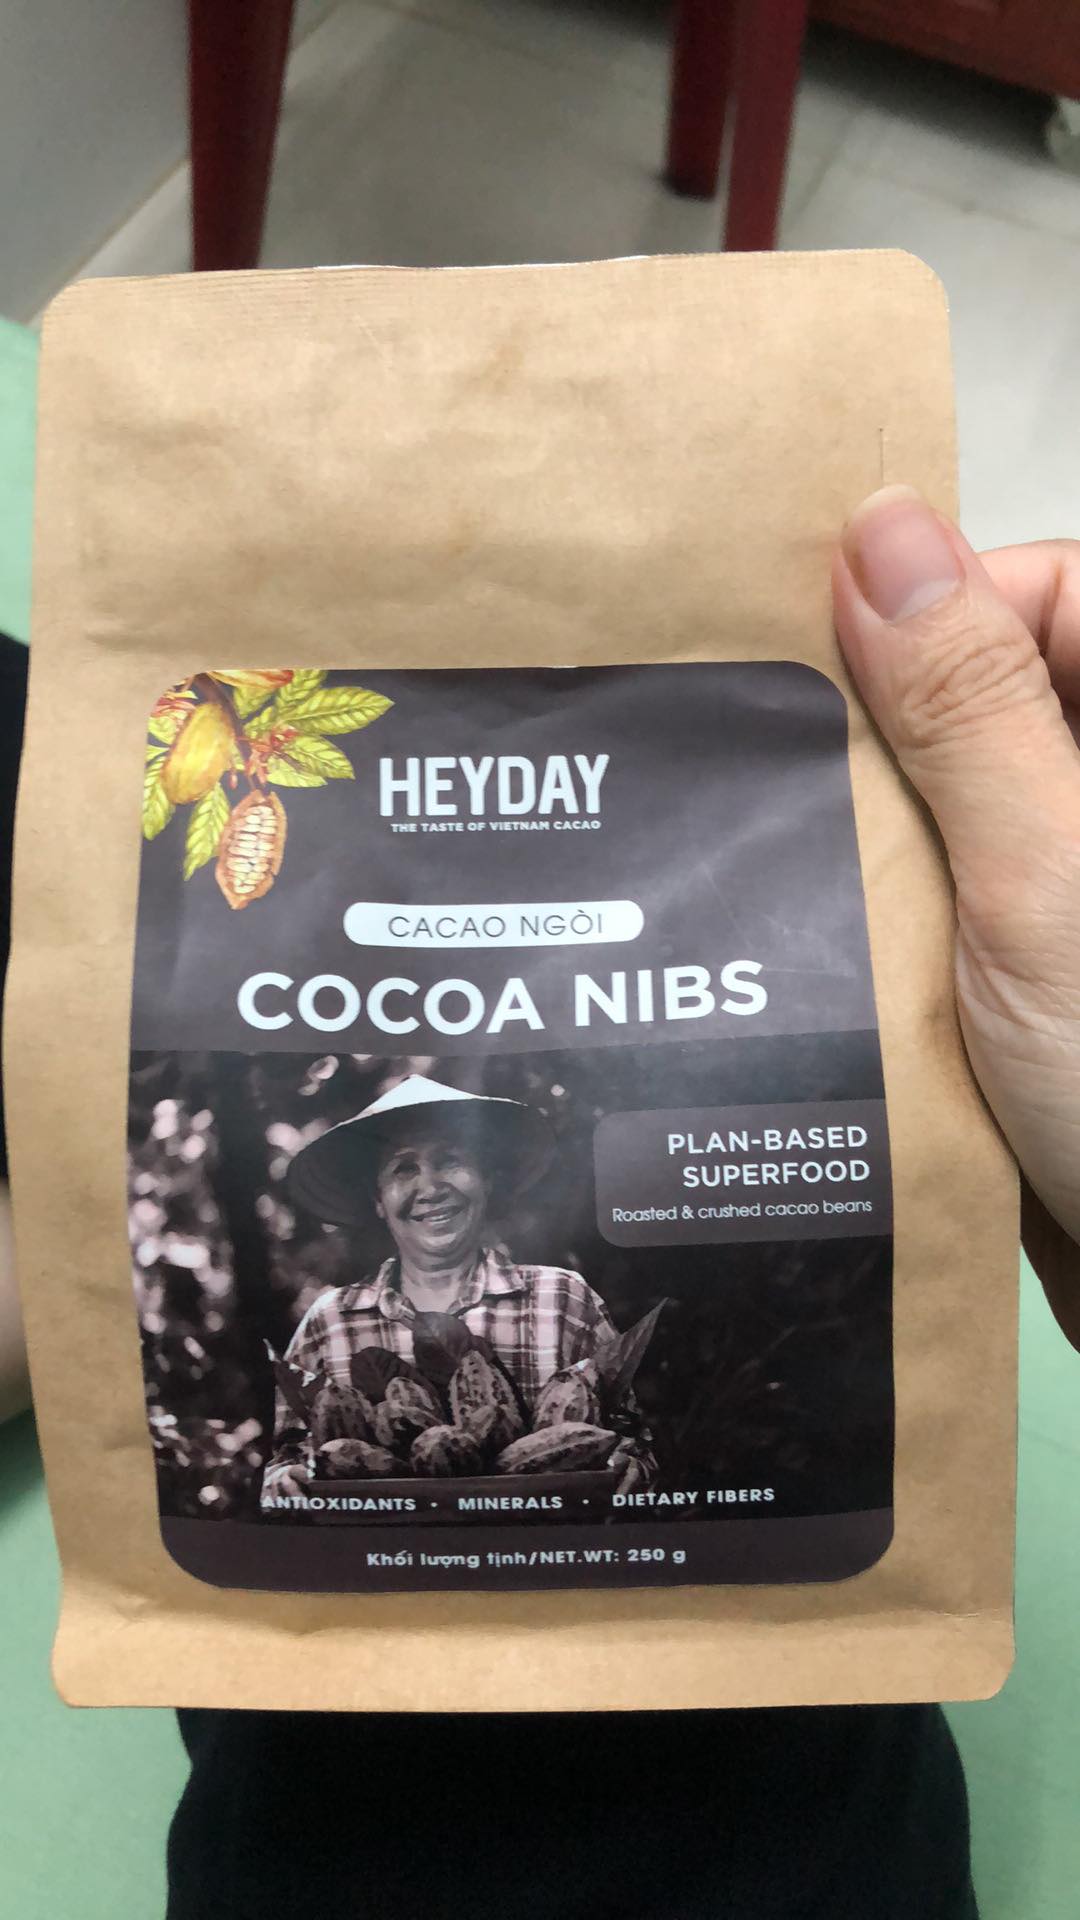 HEYDAY
THE TASTE OF VIETNAM CACAO
CACAO NGÒI
COCOA NIBS
PLAN-BASED
SUPERFOOD
Roasted & crushed cacao beans
ANTIOXIDANTS • MINERALS • DIETARY FIBERS
Khối lượng tịnh/NET.WT: 250 g